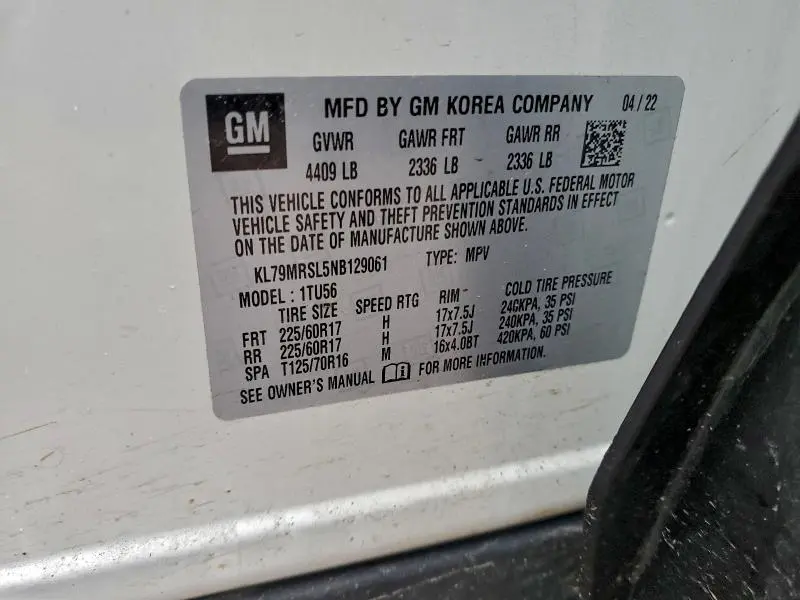 GM
MFD BY GM KOREA COMPANY 04 / 22
GVWR GAWR FRT GAWR RR
4409 LB 2336 LB 2336 LB
THIS VEHICLE CONFORMS TO ALL APPLICABLE U.S. FEDERAL MOTOR
VEHICLE SAFETY AND THEFT PREVENTION STANDARDS IN EFFECT
ON THE DATE OF MANUFACTURE SHOWN ABOVE.
KL79MRSL5NB129061 TYPE: MPV
MODEL : 1TU56
TIRE SIZE SPEED RTG RIM COLD TIRE PRESSURE
FRT 225/60R17 H 17x7.5J 240KPA, 35 PSI
RR 225/60R17 H 17x7.5J 240KPA, 35 PSI
SPA T125/70R16 M 16x4.0BT 420KPA, 60 PSI
SEE OWNER'S MANUAL FOR MORE INFORMATION.